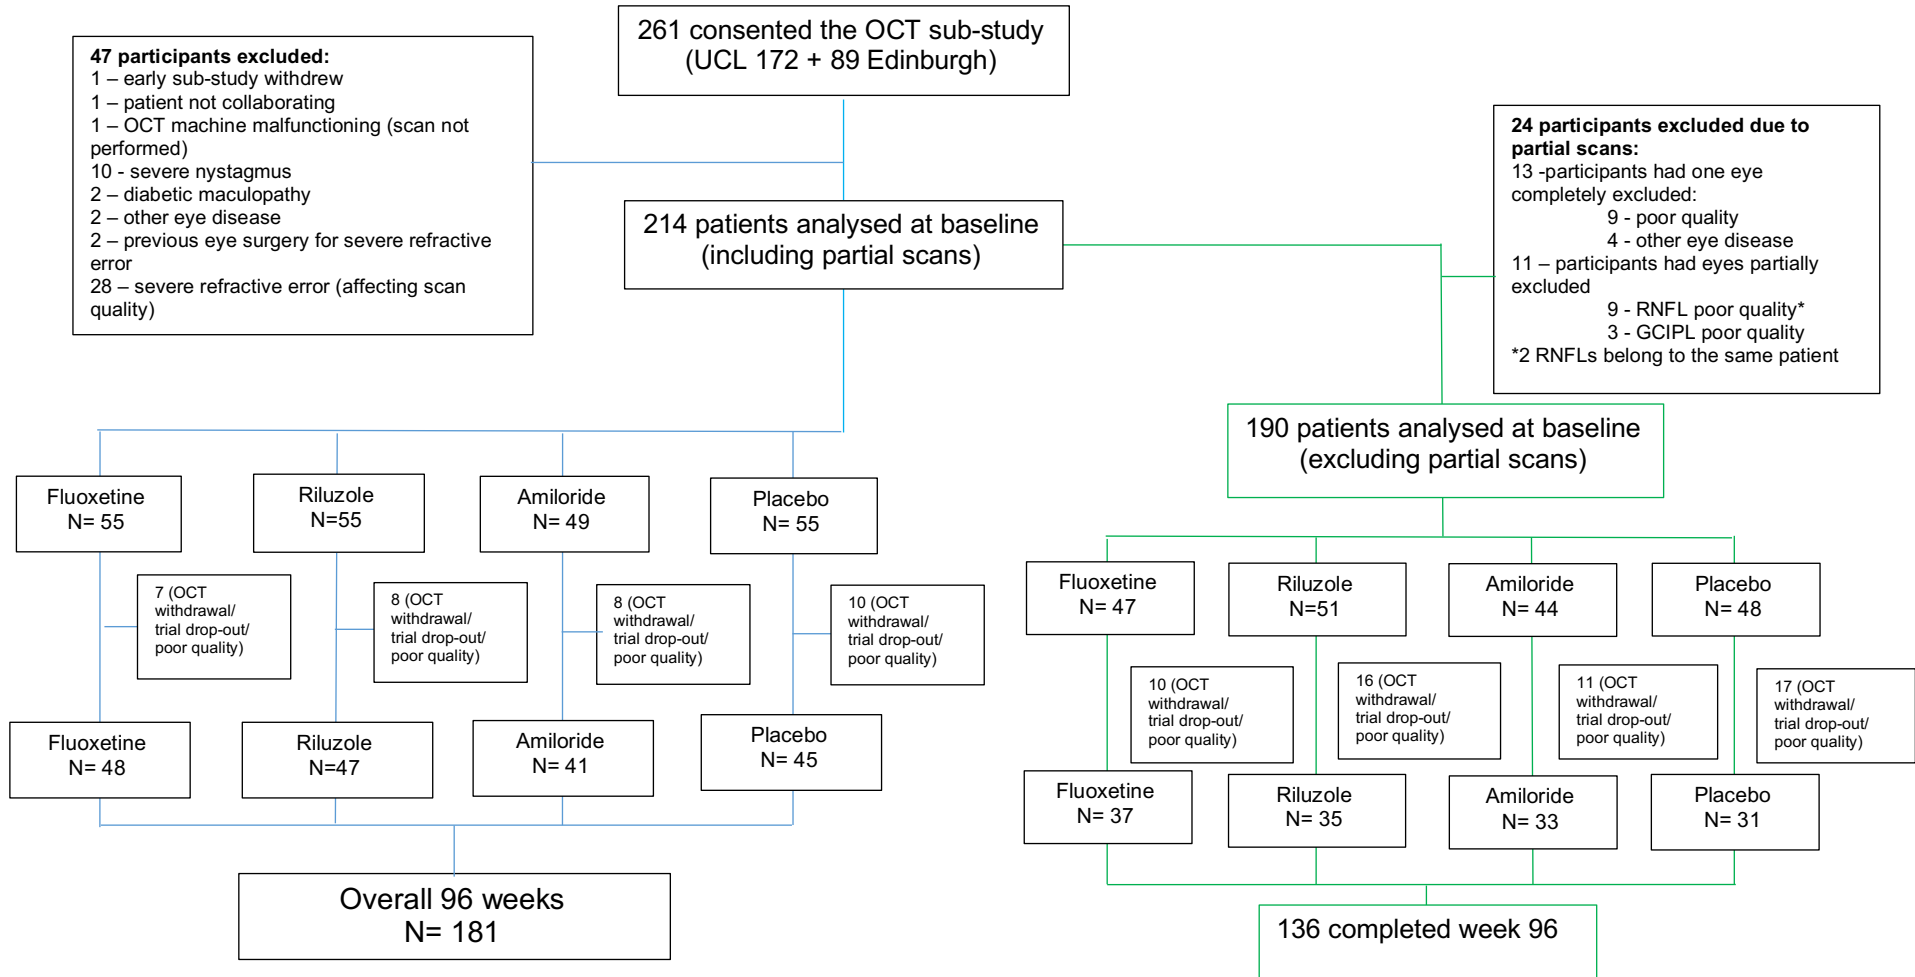 261 consented the OCT sub-study
(UCL 172 + 89 Edinburgh)
47 participants excluded:
1 – early sub-study withdrew
1 – patient not collaborating
1 – OCT machine malfunctioning (scan not
performed)
10 - severe nystagmus
2 – diabetic maculopathy
2 – other eye disease
2 – previous eye surgery for severe refractive
error
28 – severe refractive error (affecting scan
quality)
24 participants excluded due to
partial scans:
13 -participants had one eye
completely excluded:
9 - poor quality
4 - other eye disease
11 – participants had eyes partially
excluded
9 - RNFL poor quality*
3 - GCIPL poor quality
*2 RNFLs belong to the same patient
214 patients analysed at baseline
(including partial scans)
190 patients analysed at baseline
(excluding partial scans)
Fluoxetine
N= 55
Riluzole
N=55
Amiloride
N= 49
Placebo
N= 55
7 (OCT
withdrawal/
trial drop-out/
poor quality)
8 (OCT
withdrawal/
trial drop-out/
poor quality)
8 (OCT
withdrawal/
trial drop-out/
poor quality)
10 (OCT
withdrawal/
trial drop-out/
poor quality)
Fluoxetine
N= 48
Riluzole
N=47
Amiloride
N= 41
Placebo
N= 45
Overall 96 weeks
N= 181
Fluoxetine
N= 47
Riluzole
N=51
Amiloride
N= 44
Placebo
N= 48
10 (OCT
withdrawal/
trial drop-out/
poor quality)
16 (OCT
withdrawal/
trial drop-out/
poor quality)
11 (OCT
withdrawal/
trial drop-out/
poor quality)
17 (OCT
withdrawal/
trial drop-out/
poor quality)
Fluoxetine
N= 37
Riluzole
N= 35
Amiloride
N= 33
Placebo
N= 31
136 completed week 96